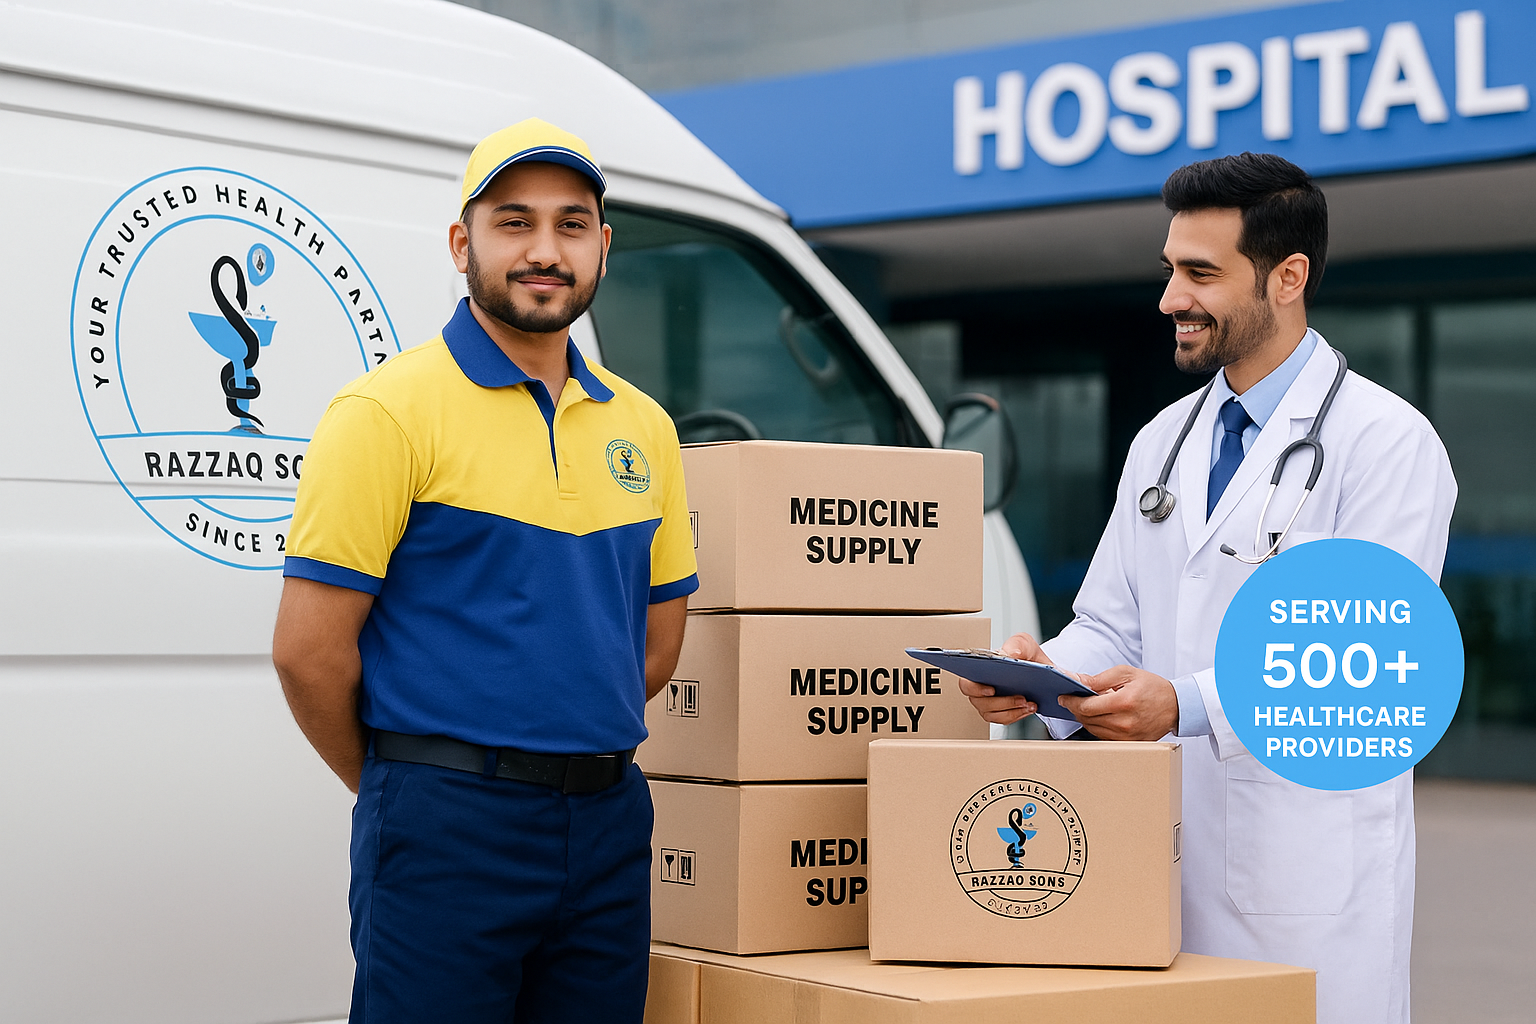 HOSPITAL
YOUR TRUSTED HEALTH PARTA
RAZZAQ SO
SINCE 2
MEDICINE
SUPPLY
MEDICINE
SUPPLY
MEDI
SUP
RAZZAO SONS
SERVING
500+
HEALTHCARE
PROVIDERS